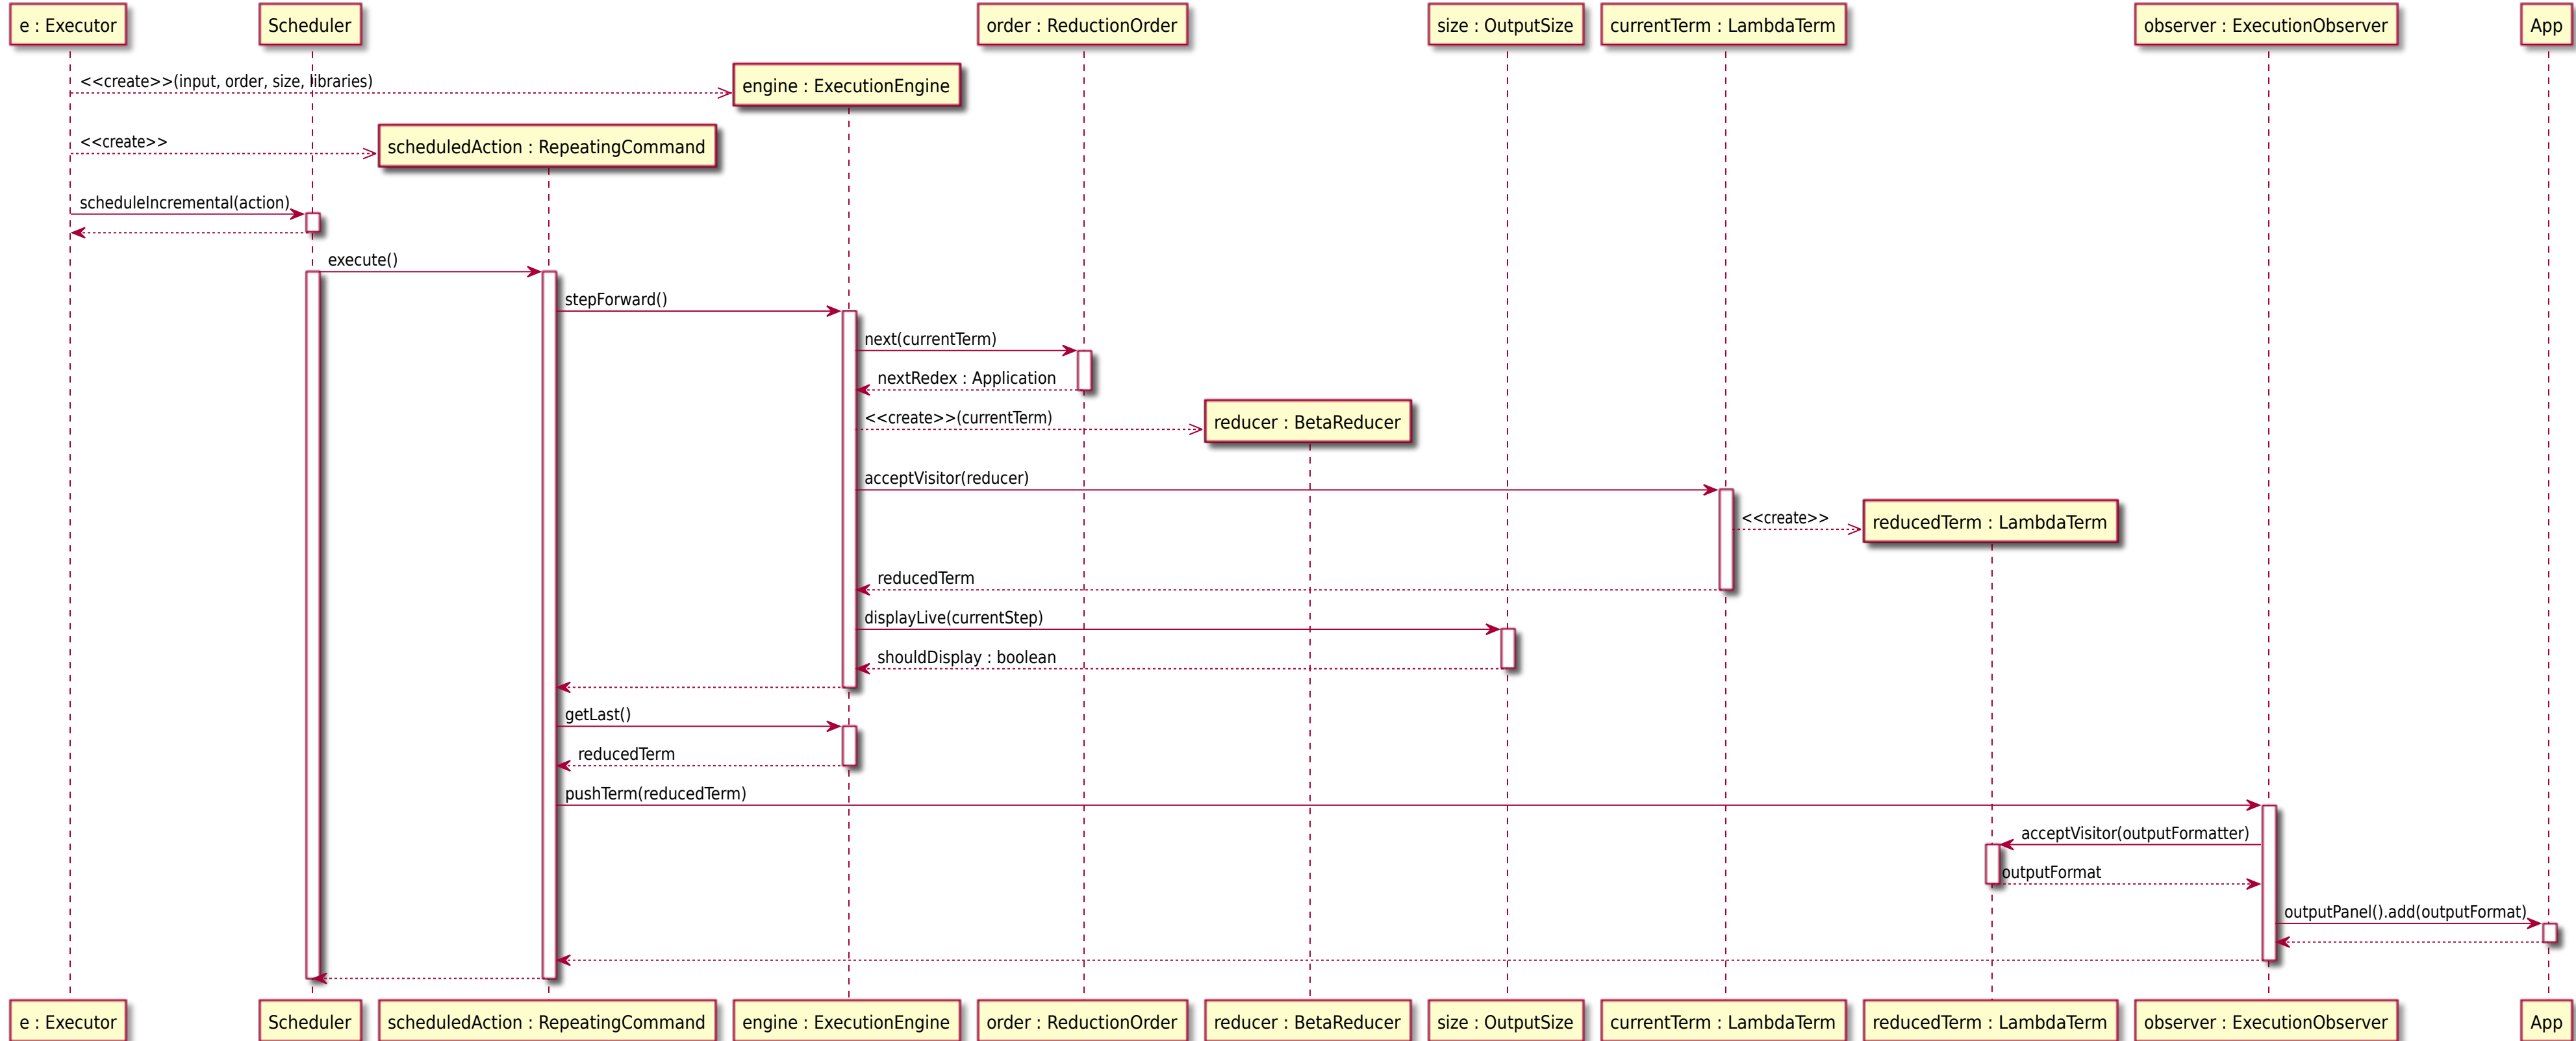 e : Executor
Scheduler
order : ReductionOrder
size : OutputSize
currentTerm : LambdaTerm
observer : ExecutionObserver
App
<<create>>(input, order, size, libraries)
engine : ExecutionEngine
<<create>>
scheduledAction : RepeatingCommand
scheduleIncremental(action)
execute()
stepForward()
next(currentTerm)
nextRedex : Application
<<create>>(currentTerm)
reducer : BetaReducer
acceptVisitor(reducer)
<<create>>
reducedTerm : LambdaTerm
reducedTerm
displayLive(currentStep)
shouldDisplay : boolean
getLast()
reducedTerm
pushTerm(reducedTerm)
acceptVisitor(outputFormatter)
outputFormat
outputPanel().add(outputFormat)
e : Executor
Scheduler
scheduledAction : RepeatingCommand
engine : ExecutionEngine
order : ReductionOrder
reducer : BetaReducer
size : OutputSize
currentTerm : LambdaTerm
reducedTerm : LambdaTerm
observer : ExecutionObserver
App